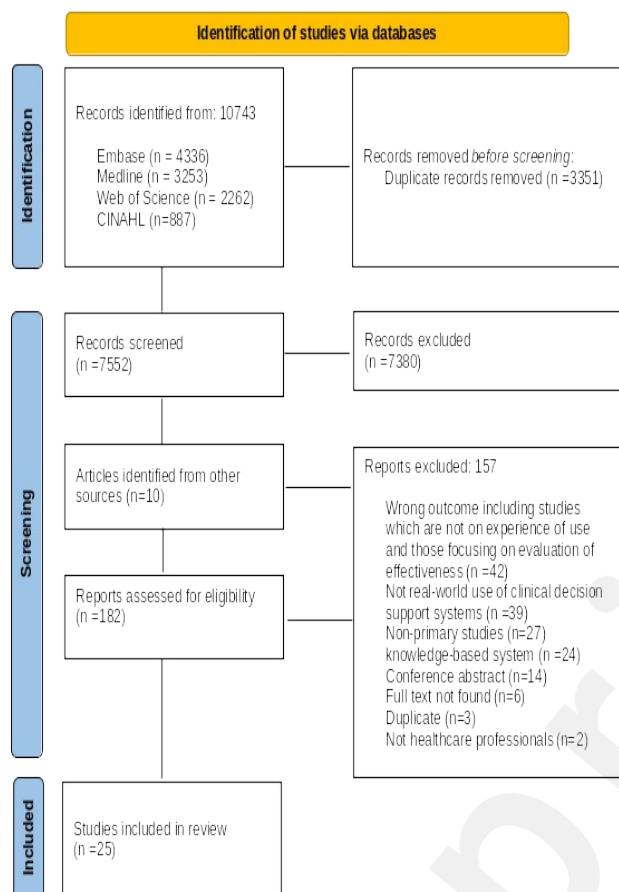 Identification of studies via databases
Identification
Records identified from: 10743
Embase (n = 4336)
Medline (n = 3253)
Web of Science (n = 2262)
CINAHL (n=887)
Records removed before screening:
Duplicate records removed (n =3351)
Screening
Records screened
(n =7552)
Records excluded
(n =7380)
Articles identified from other
sources (n=10)
Reports assessed for eligibility
(n =182)
Reports excluded: 157
Wrong outcome including studies
which are not on experience of use
and those focusing on evaluation of
effectiveness (n =42)
Not real-world use of clinical decision
support systems (n =39)
Non-primary studies (n=27)
knowledge-based system (n =24)
Conference abstract (n=14)
Full text not found (n=6)
Duplicate (n=3)
Not healthcare professionals (n=2)
Included
Studies included in review
(n =25)